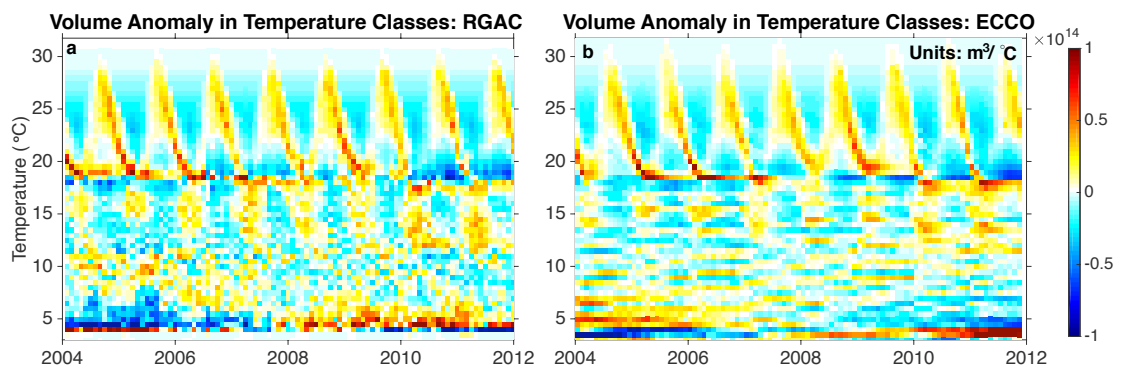 Volume Anomaly in Temperature Classes: RGAC
Volume Anomaly in Temperature Classes: ECCO
×10¹⁴
a
b
Units: m³/ °C
Temperature (°C)
30
25
20
15
10
5
2004 2006 2008 2010 2012
30
25
20
15
10
5
2004 2006 2008 2010 2012
1
0.5
0
-0.5
-1